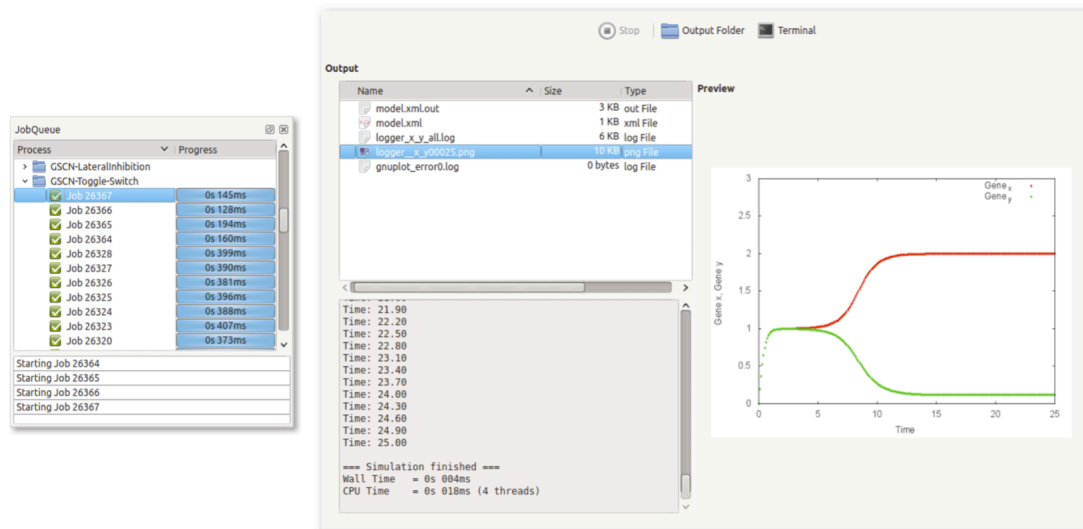 JobQueue
Process Progress
GSCN-LateralInhibition
GSCN-Toggle-Switch
Job 26367 0s 145ms
Job 26366 0s 128ms
Job 26365 0s 194ms
Job 26364 0s 160ms
Job 26328 0s 399ms
Job 26327 0s 390ms
Job 26326 0s 381ms
Job 26325 0s 396ms
Job 26324 0s 388ms
Job 26323 0s 407ms
Job 26320 0s 373ms
Starting Job 26364
Starting Job 26365
Starting Job 26366
Starting Job 26367
Stop Output Folder Terminal
Output
Name Size Type
model.xml.out 3 KB out File
model.xml 1 KB xml File
logger_x_y_all.log 6 KB log File
logger__x_y00025.png 10 KB png File
gnuplot_error0.log 0 bytes log File
Time: 21.90
Time: 22.20
Time: 22.50
Time: 22.80
Time: 23.10
Time: 23.40
Time: 23.70
Time: 24.00
Time: 24.30
Time: 24.60
Time: 24.90
Time: 25.00
=== Simulation finished ===
Wall Time = 0s 004ms
CPU Time = 0s 018ms (4 threads)
Preview
Gene x
Gene y
3
2.5
2
1.5
1
0.5
0
Gene x, Gene y
0 5 10 15 20 25
Time